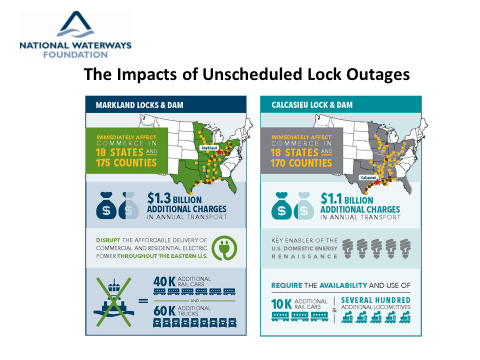 NATIONAL WATERWAYS
FOUNDATION
The Impacts of Unscheduled Lock Outages
MARKLAND LOCKS & DAM
IMMEDIATELY AFFECT
COMMERCE IN
18 STATES AND
175 COUNTIES
Markland
$1.3 BILLION
ADDITIONAL CHARGES
IN ANNUAL TRANSPORT
DISRUPT THE AFFORDABLE DELIVERY OF
COMMERCIAL AND RESIDENTIAL ELECTRIC
POWER THROUGHOUT THE EASTERN U.S.
40K ADDITIONAL
RAIL CARS
AND
60K ADDITIONAL
TRUCKS
CALCASIEU LOCK & DAM
IMMEDIATELY AFFECT
COMMERCE IN
18 STATES AND
170 COUNTIES
Calcasieu
$1.1 BILLION
ADDITIONAL CHARGES
IN ANNUAL TRANSPORT
KEY ENABLER OF THE
U.S. DOMESTIC ENERGY
RENAISSANCE
REQUIRE THE AVAILABILITY AND USE OF
10K ADDITIONAL
RAIL CARS
&
SEVERAL HUNDRED
ADDITIONAL LOCOMOTIVES